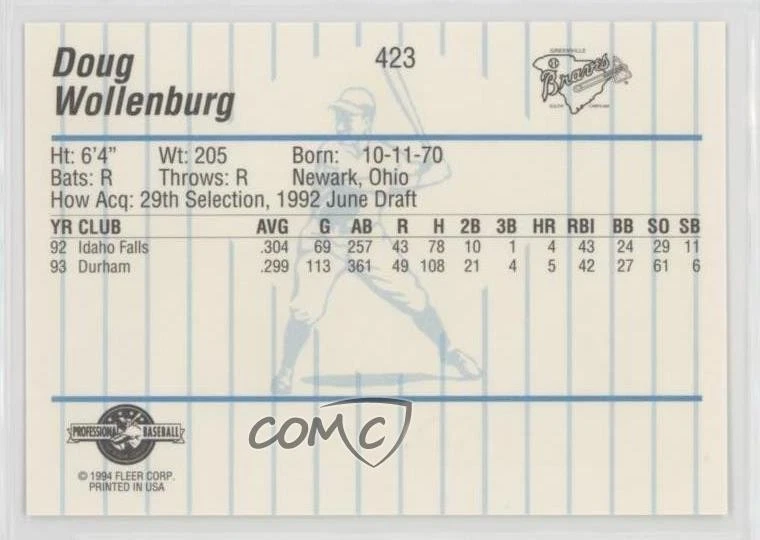 Doug 423
Wollenburg
GREENVILLE
Braves
SOUTH CAROLINA
Ht: 6'4" Wt: 205 Born: 10-11-70
Bats: R Throws: R Newark, Ohio
How Acq: 29th Selection, 1992 June Draft
YR CLUB AVG G AB R H 2B 3B HR RBI BB SO SB
92 Idaho Falls .304 69 257 43 78 10 1 4 43 24 29 11
93 Durham .299 113 361 49 108 21 4 5 42 27 61 6
PROFESSIONAL BASEBALL
COMC
© 1994 FLEER CORP.
PRINTED IN USA